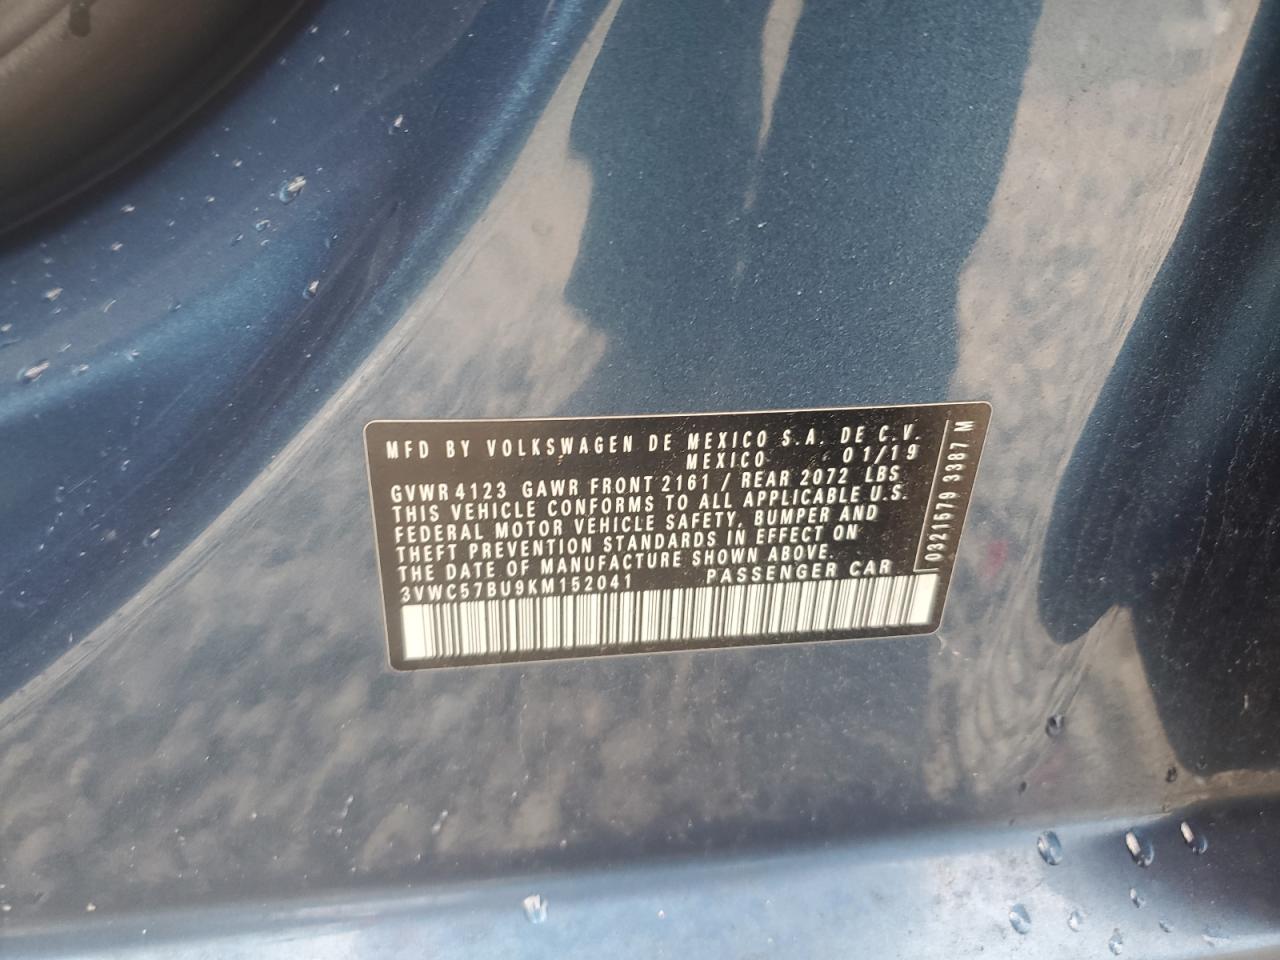 MFD BY VOLKSWAGEN DE MEXICO S.A. DE C.V.
MEXICO 01/19
GVWR 4123 GAWR FRONT 2161 / REAR 2072 LBS
THIS VEHICLE CONFORMS TO ALL APPLICABLE U.S.
FEDERAL MOTOR VEHICLE SAFETY, BUMPER AND
THEFT PREVENTION STANDARDS IN EFFECT ON
THE DATE OF MANUFACTURE SHOWN ABOVE.
3VWC57BU9KM152041 PASSENGER CAR
0321579 3387 M